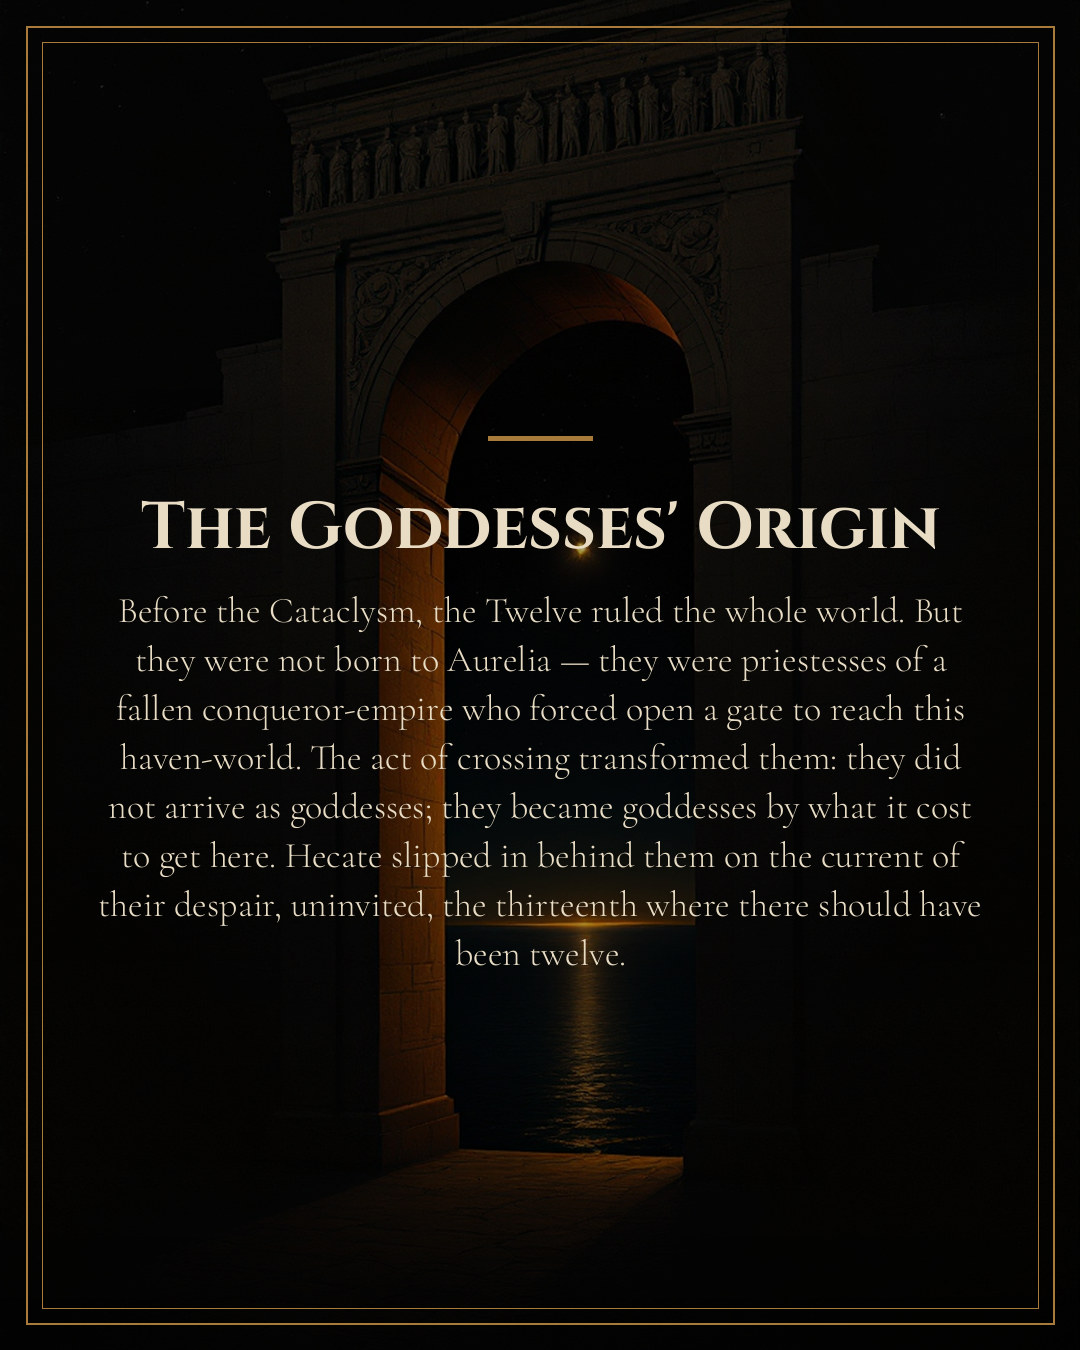 The Goddesses’ Origin
Before the Cataclysm, the Twelve ruled the whole world. But
they were not born to Aurelia — they were priestesses of a
fallen conqueror-empire who forced open a gate to reach this
haven-world. The act of crossing transformed them: they did
not arrive as goddesses; they became goddesses by what it cost
to get here. Hecate slipped in behind them on the current of
their despair, uninvited, the thirteenth where there should have
been twelve.